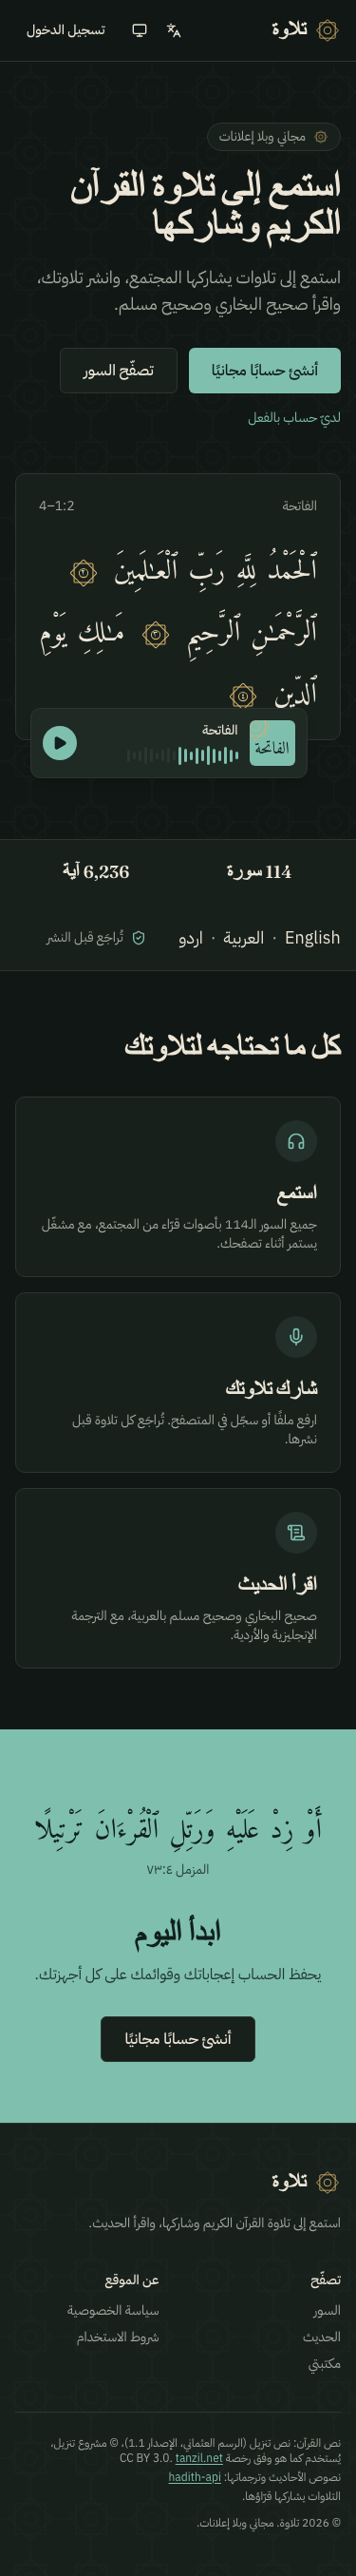 تلاوة
تسجيل الدخول
مجاني وبلا إعلانات
استمع إلى تلاوة القرآن
الكريم وشاركها
استمع إلى تلاوات يشاركها المجتمع، وانشر تلاوتك،
واقرأ صحيح البخاري وصحيح مسلم.
أنشئ حسابًا مجانيًا
تصفّح السور
لديّ حساب بالفعل
الفاتحة
1:2–4
ٱلْحَمْدُ لِلَّهِ رَبِّ ٱلْعَـٰلَمِينَ ٢
ٱلرَّحْمَـٰنِ ٱلرَّحِيمِ ٣ مَـٰلِكِ يَوْمِ
ٱلدِّينِ ٤
الفاتحة
الفاتحة
114 سورة
6,236 آية
English · العربية · اردو
تُراجَع قبل النشر
كل ما تحتاجه لتلاوتك
استمع
جميع السور الـ114 بأصوات قرّاء من المجتمع، مع مشغّل
يستمر أثناء تصفحك.
شارك تلاوتك
ارفع ملفًا أو سجّل في المتصفح. تُراجَع كل تلاوة قبل
نشرها.
اقرأ الحديث
صحيح البخاري وصحيح مسلم بالعربية، مع الترجمة
الإنجليزية والأردية.
أَوْ زِدْ عَلَيْهِ وَرَتِّلِ ٱلْقُرْءَانَ تَرْتِيلًا
المزمل ٧٣:٤
ابدأ اليوم
يحفظ الحساب إعجاباتك وقوائمك على كل أجهزتك.
أنشئ حسابًا مجانيًا
تلاوة
استمع إلى تلاوة القرآن الكريم وشاركها، واقرأ الحديث.
تصفّح
السور
الحديث
مكتبتي
عن الموقع
سياسة الخصوصية
شروط الاستخدام
نص القرآن: نص تنزيل (الرسم العثماني، الإصدار 1.1)، © مشروع تنزيل،
يُستخدم كما هو وفق رخصة CC BY 3.0. tanzil.net
نصوص الأحاديث وترجماتها: hadith-api
التلاوات يشاركها قرّاؤها.
© 2026 تلاوة. مجاني وبلا إعلانات.